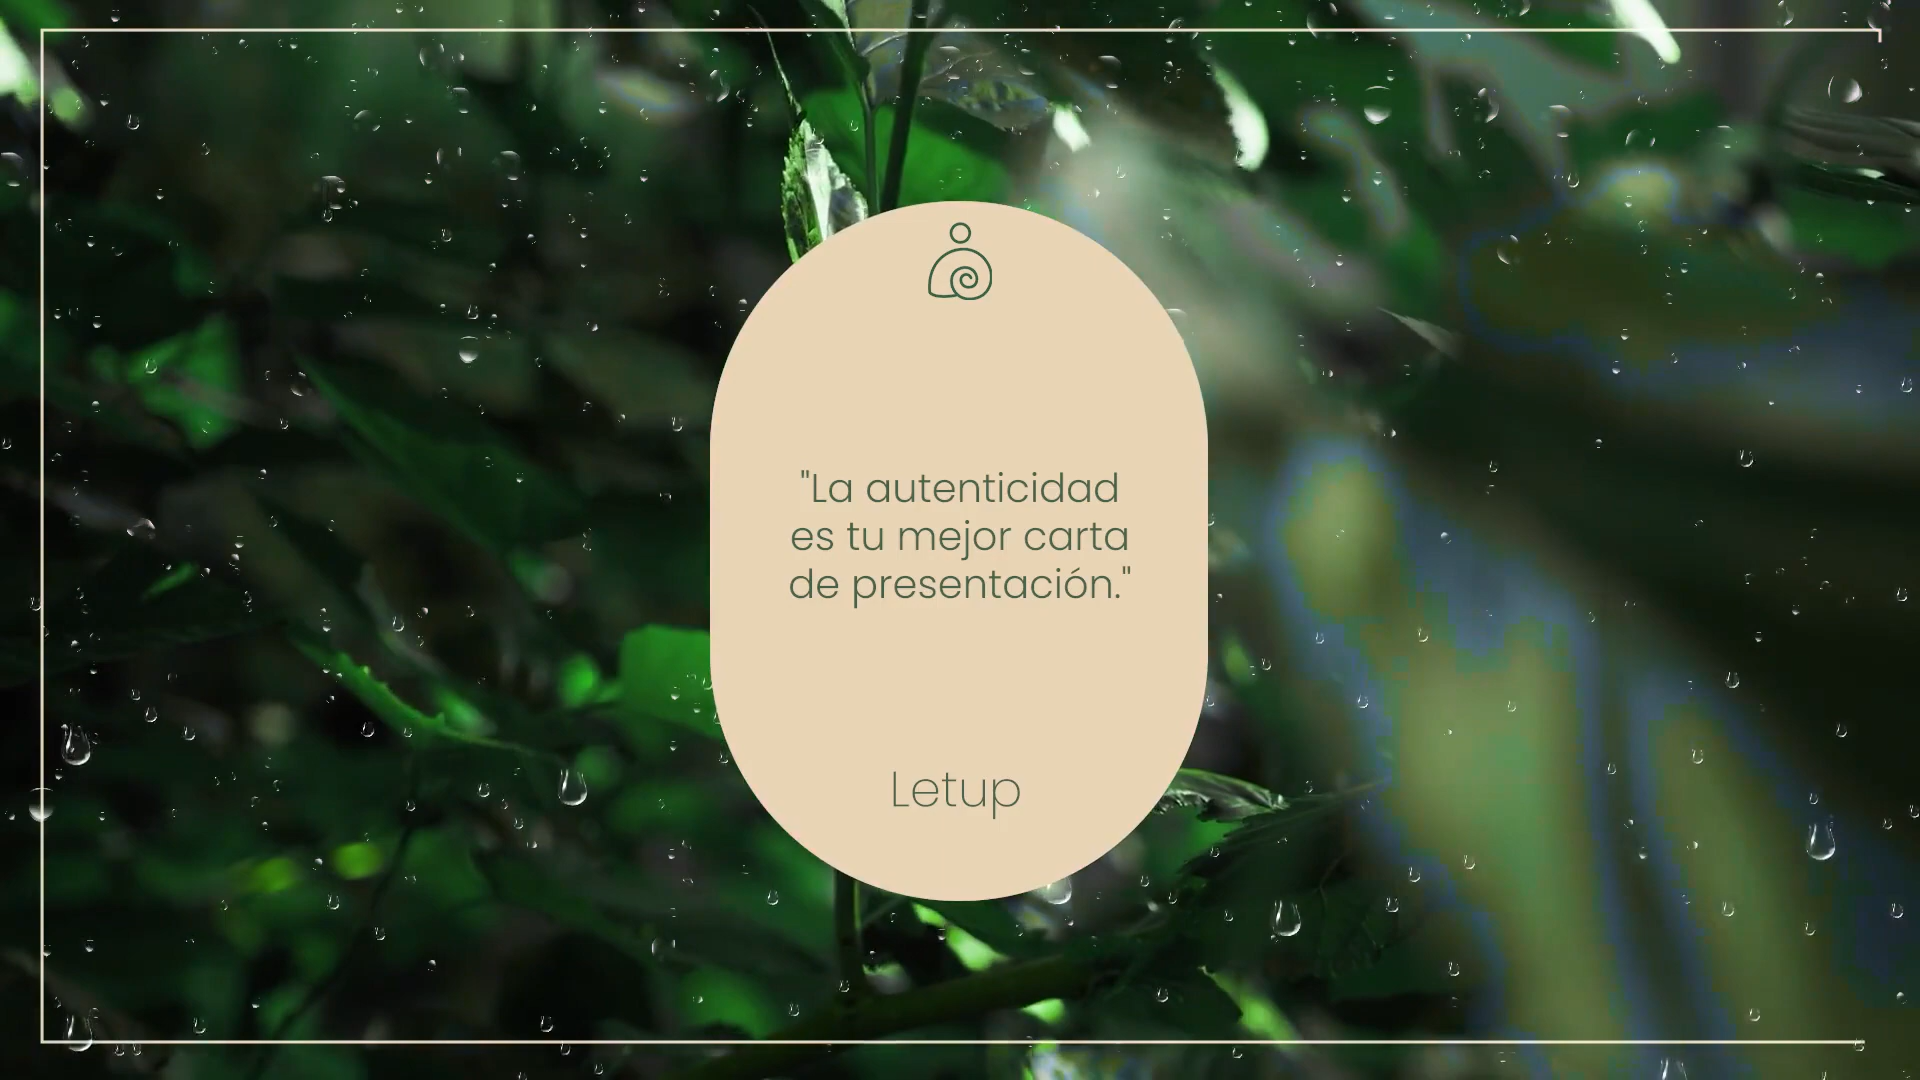 "La autenticidad
es tu mejor carta
de presentación."
Letup